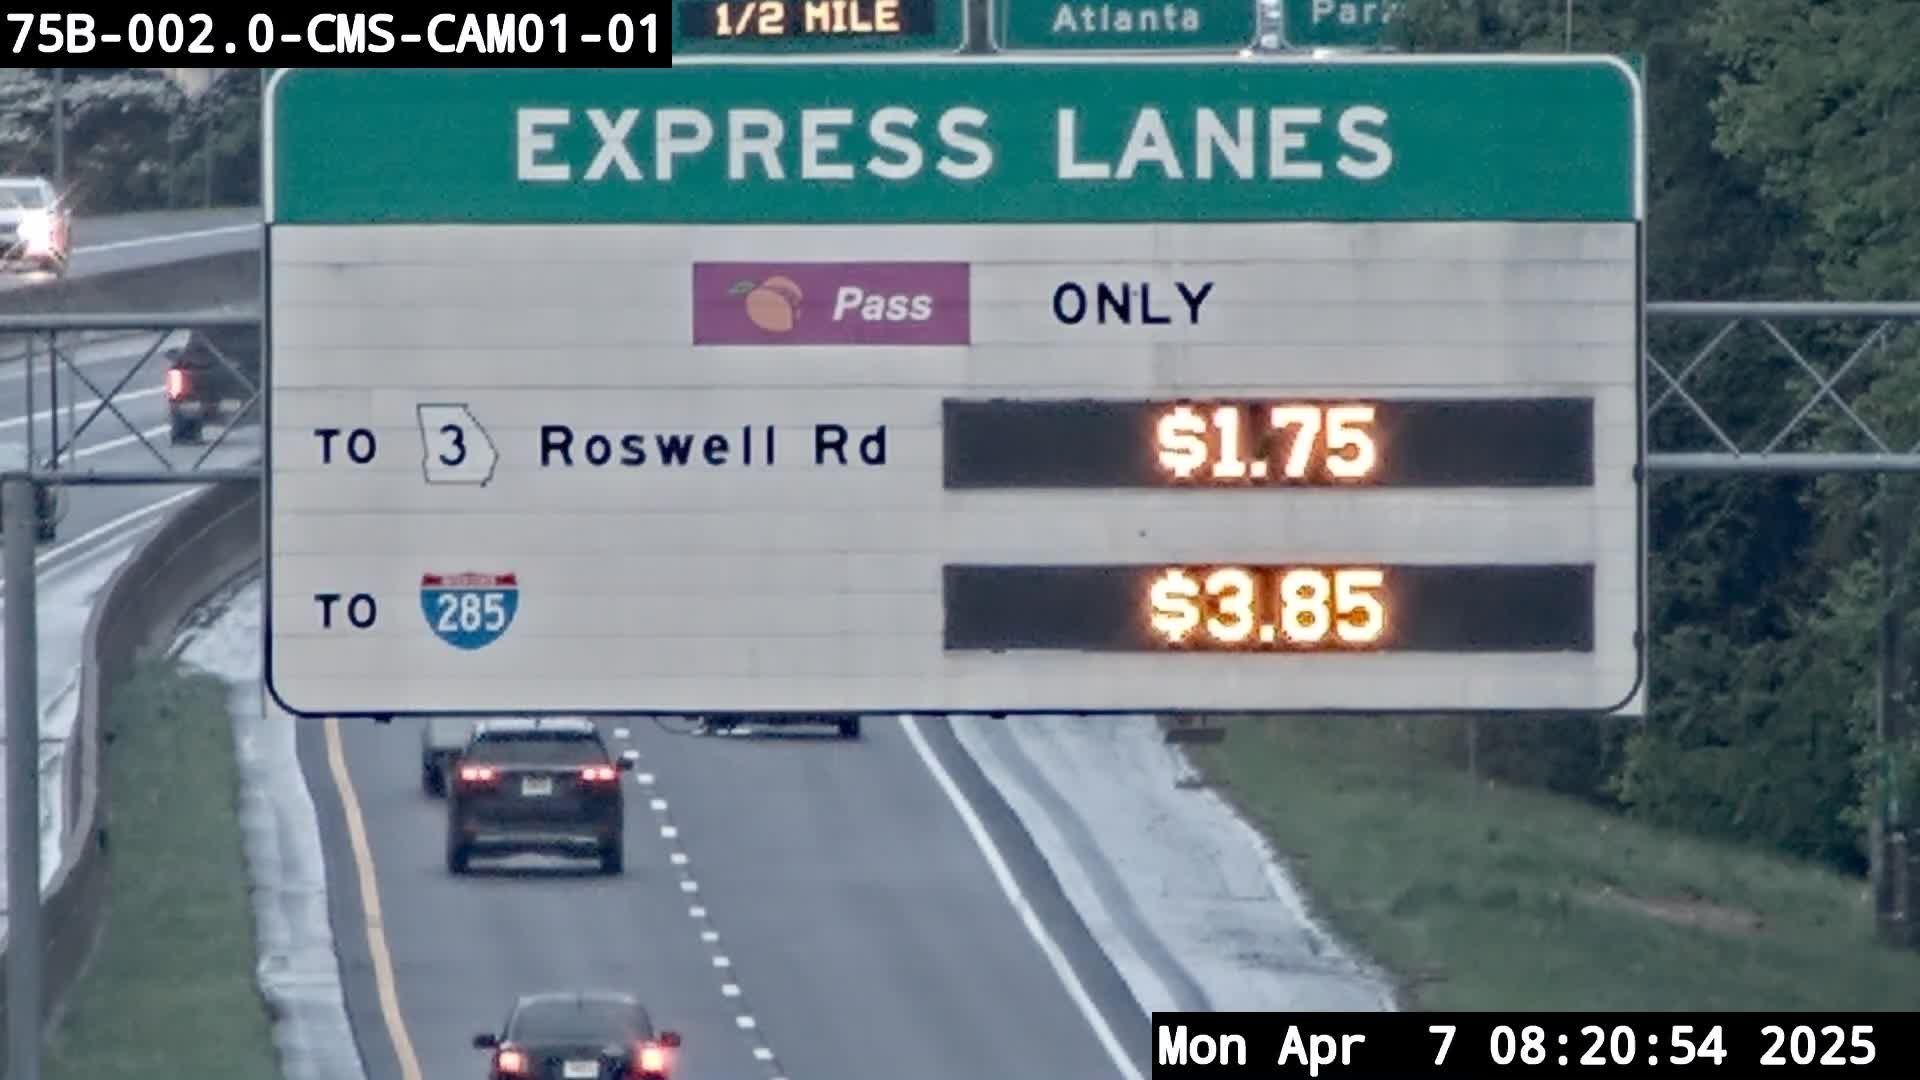 75B-002.0-CMS-CAM01-01
1/2 MILE
Atlanta
EXPRESS LANES
Pass ONLY
TO 3 Roswell Rd $1.75
TO 285 $3.85
Mon Apr 7 08:20:54 2025